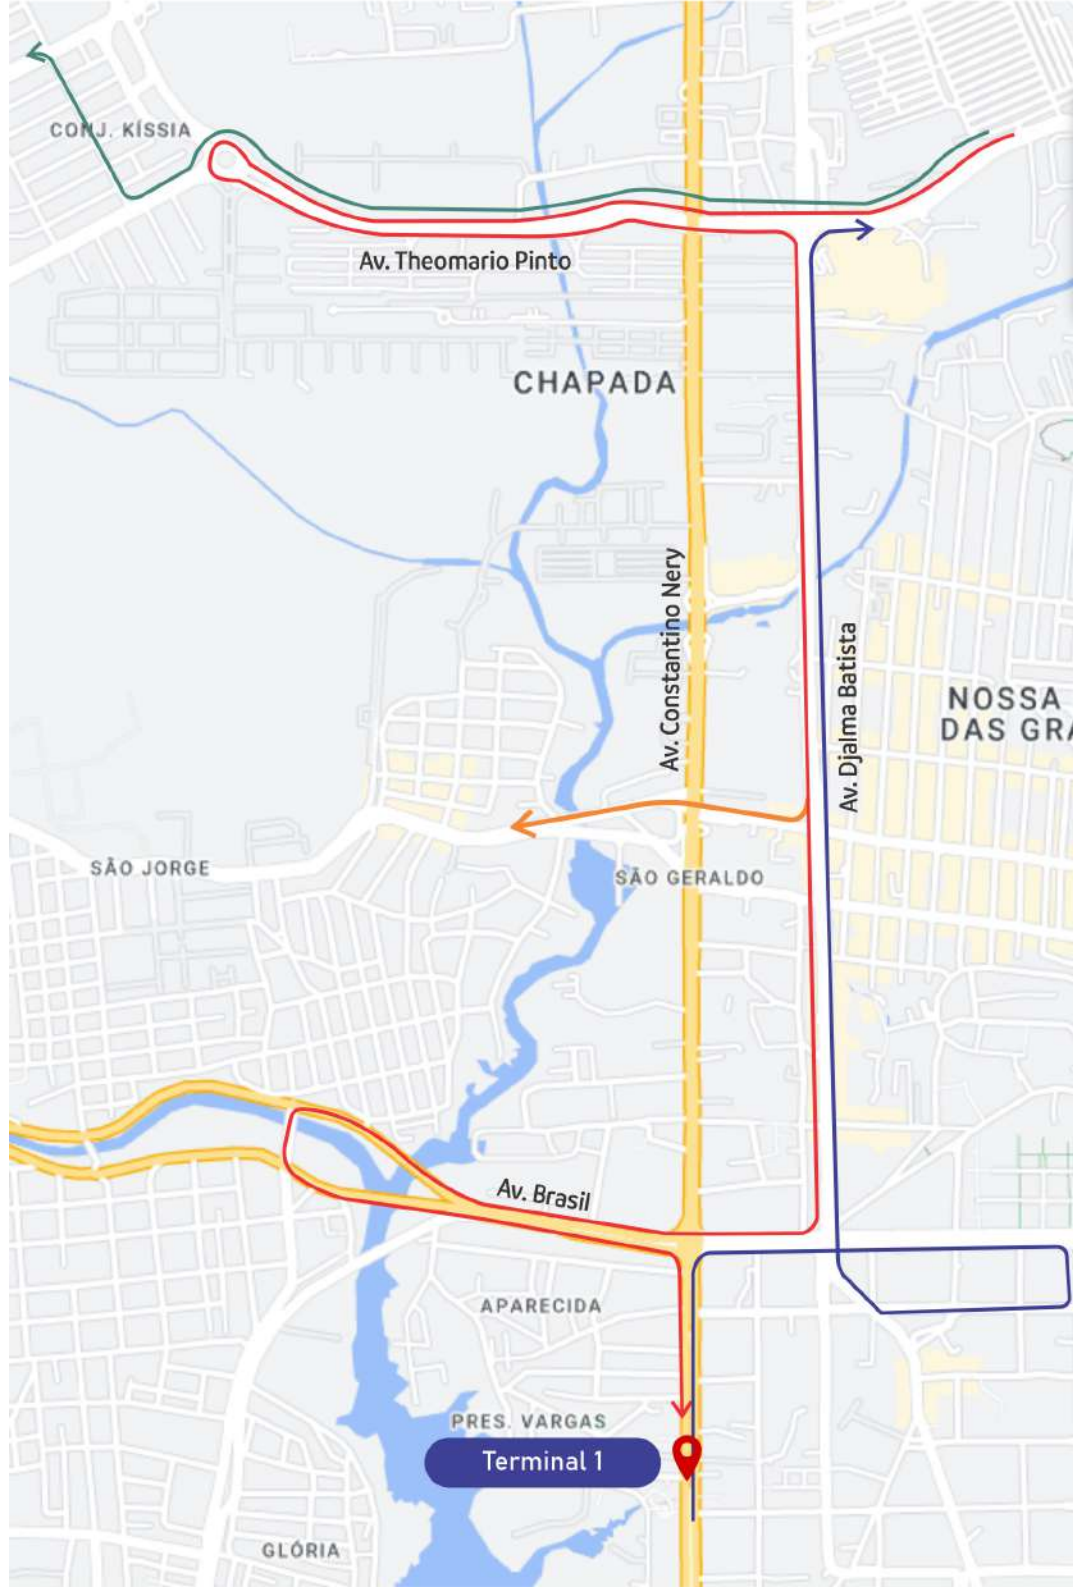 CONJ. KÍSSIA
Av. Theomario Pinto
CHAPADA
Av. Constantino Nery
Av. Djalma Batista
NOSSA
DAS GRA
SÃO JORGE
SÃO GERALDO
Av. Brasil
APARECIDA
PRES. VARGAS
Terminal 1
GLÓRIA